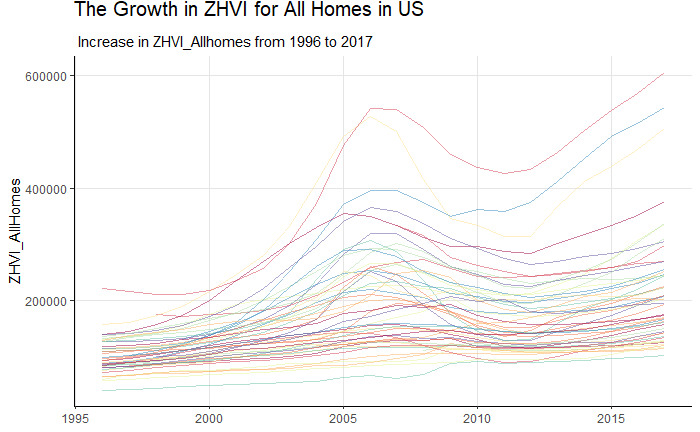 The Growth in ZHVI for All Homes in US
Increase in ZHVI_Allhomes from 1996 to 2017
600000
400000
200000
ZHVI_AllHomes
1995 2000 2005 2010 2015